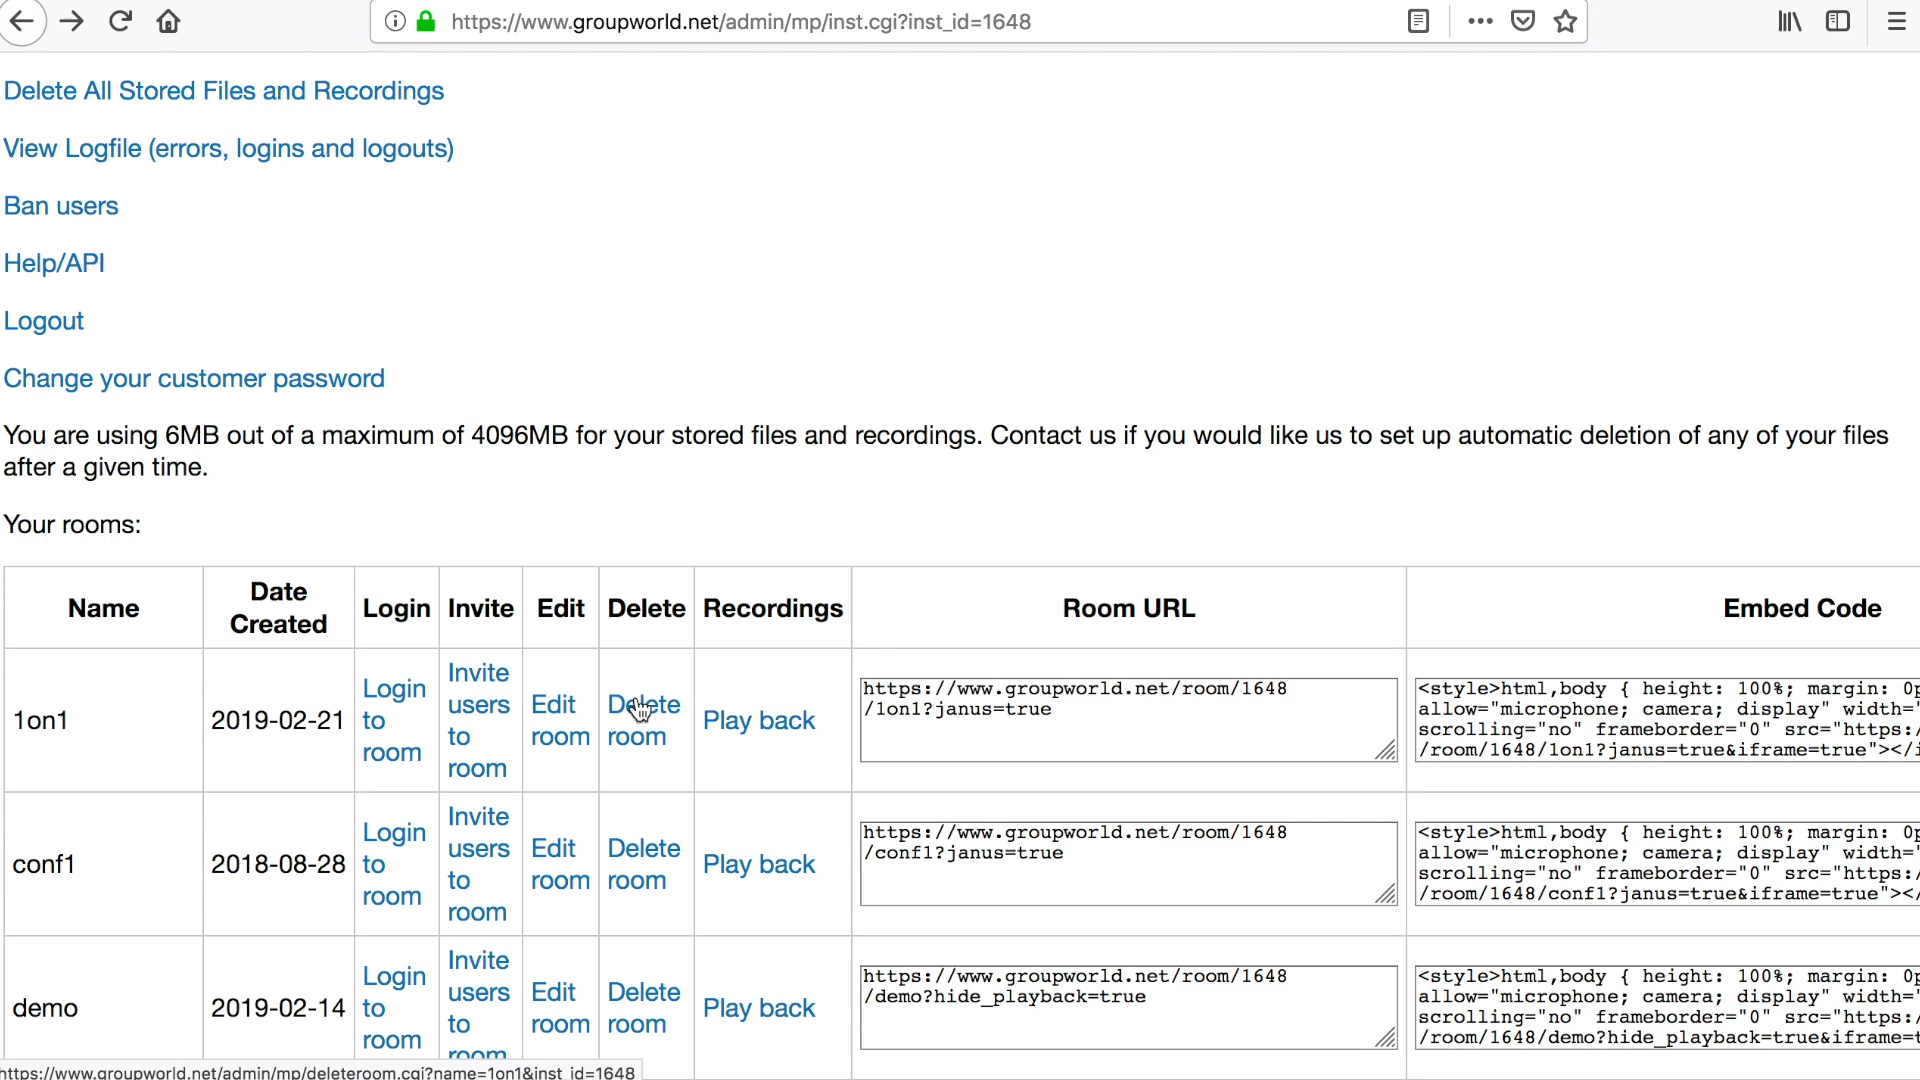 https://www.groupworld.net/admin/mp/inst.cgi?inst_id=1648
Delete All Stored Files and Recordings
View Logfile (errors, logins and logouts)
Ban users
Help/API
Logout
Change your customer password
You are using 6MB out of a maximum of 4096MB for your stored files and recordings. Contact us if you would like us to set up automatic deletion of any of your files
after a given time.
Your rooms:
Name
Date
Created
Login
Invite
Edit
Delete
Recordings
Room URL
Embed Code
1on1
2019-02-21
Login
to
room
Invite
users
to
room
Edit
room
Delete
room
Play back
https://www.groupworld.net/room/1648
/1on1?janus=true
<style>html,body { height: 100%; margin: 0p
allow="microphone; camera; display" width="
scrolling="no" frameborder="0" src="https:/
/room/1648/1on1?janus=true&iframe=true"></i
conf1
2018-08-28
Login
to
room
Invite
users
to
room
Edit
room
Delete
room
Play back
https://www.groupworld.net/room/1648
/conf1?janus=true
<style>html,body { height: 100%; margin: 0p
allow="microphone; camera; display" width="
scrolling="no" frameborder="0" src="https:/
/room/1648/conf1?janus=true&iframe=true"></
demo
2019-02-14
Login
to
room
Invite
users
to
room
Edit
room
Delete
room
Play back
https://www.groupworld.net/room/1648
/demo?hide_playback=true
<style>html,body { height: 100%; margin: 0p
allow="microphone; camera; display" width="
scrolling="no" frameborder="0" src="https:/
/room/1648/demo?hide_playback=true&iframe=t
https://www.groupworld.net/admin/mp/deleteroom.cgi?name=1on1&inst_id=1648